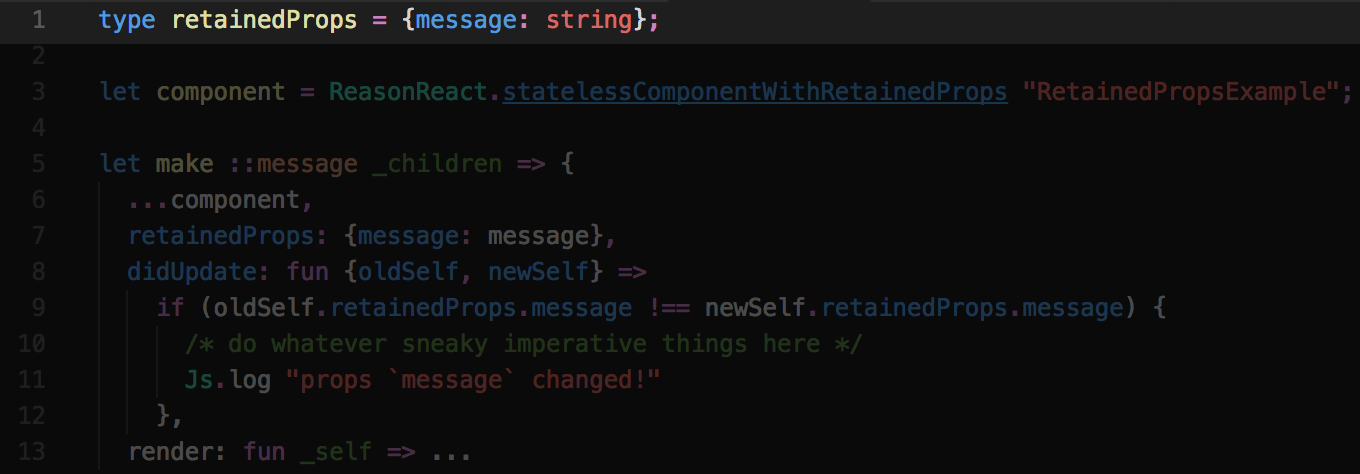 1 type retainedProps = {message: string};
2
3 let component = ReasonReact.statelessComponentWithRetainedProps "RetainedPropsExample";
4
5 let make ::message _children => {
6 ...component,
7 retainedProps: {message: message},
8 didUpdate: fun {oldSelf, newSelf} =>
9 if (oldSelf.retainedProps.message !== newSelf.retainedProps.message) {
10 /* do whatever sneaky imperative things here */
11 Js.log "props `message` changed!"
12 },
13 render: fun _self => ...